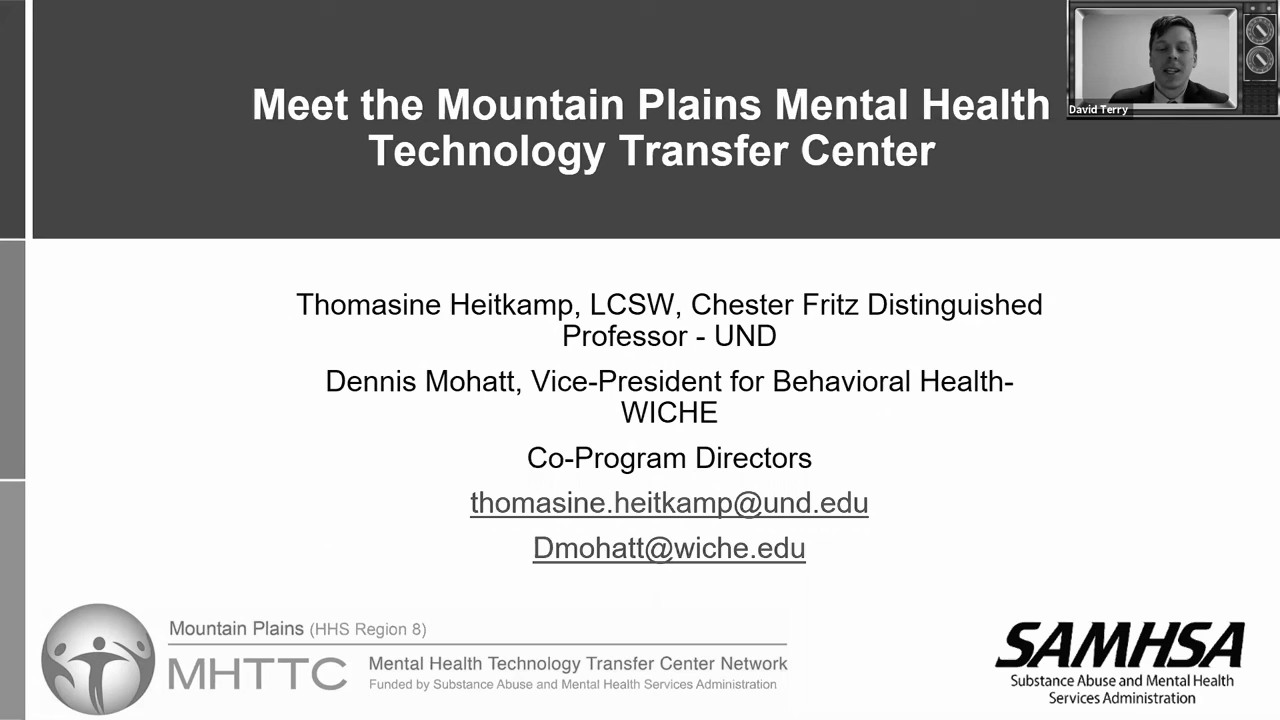 Meet the Mountain Plains Mental Health
Technology Transfer Center
David Terry
Thomasine Heitkamp, LCSW, Chester Fritz Distinguished
Professor - UND
Dennis Mohatt, Vice-President for Behavioral Health-
WICHE
Co-Program Directors
thomasine.heitkamp@und.edu
Dmohatt@wiche.edu
Mountain Plains (HHS Region 8)
MHTTC
Mental Health Technology Transfer Center Network
Funded by Substance Abuse and Mental Health Services Administration
SAMHSA
Substance Abuse and Mental Health
Services Administration